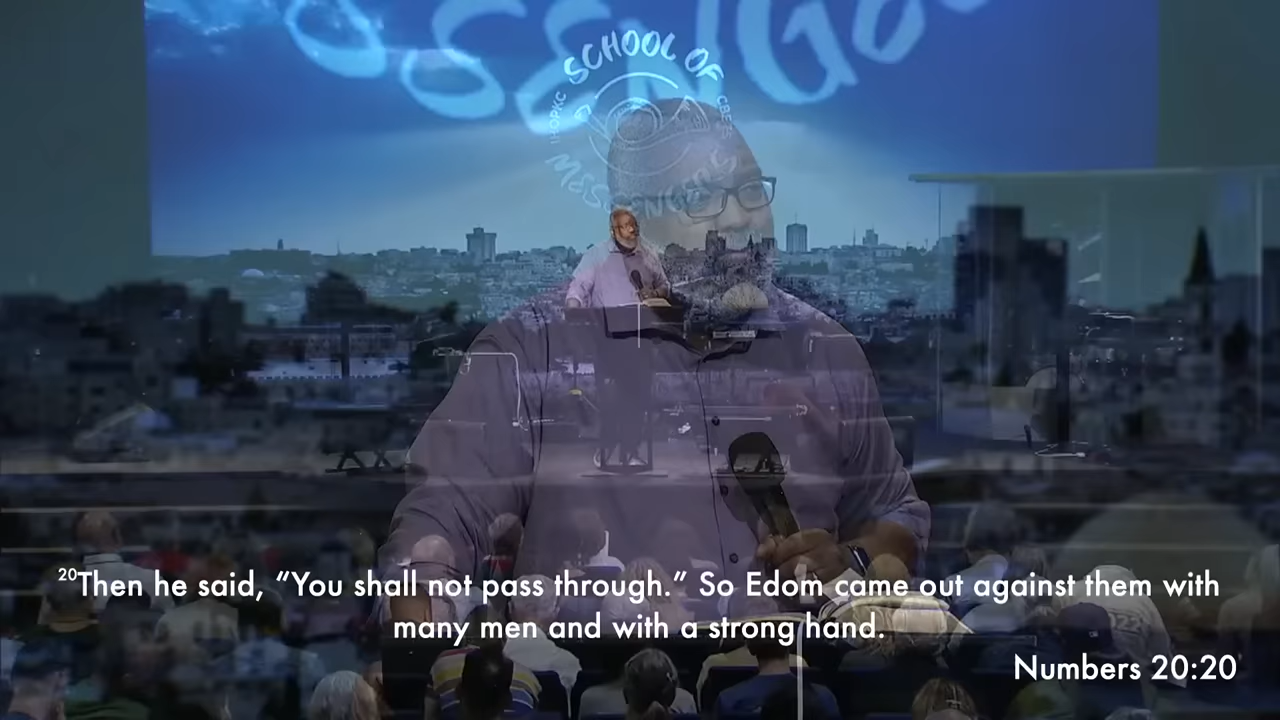 SCHOOL OF
IHOPKC
MESSENGERS
20Then he said, “You shall not pass through.” So Edom came out against them with
many men and with a strong hand.
Numbers 20:20